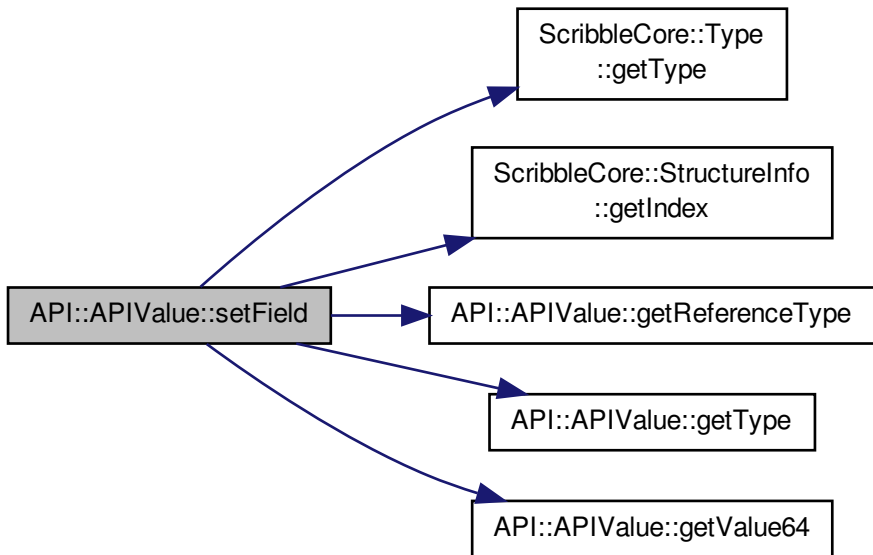 ScribbleCore::Type
::getType
ScribbleCore::StructureInfo
::getIndex
API::APIValue::setField
API::APIValue::getReferenceType
API::APIValue::getType
API::APIValue::getValue64